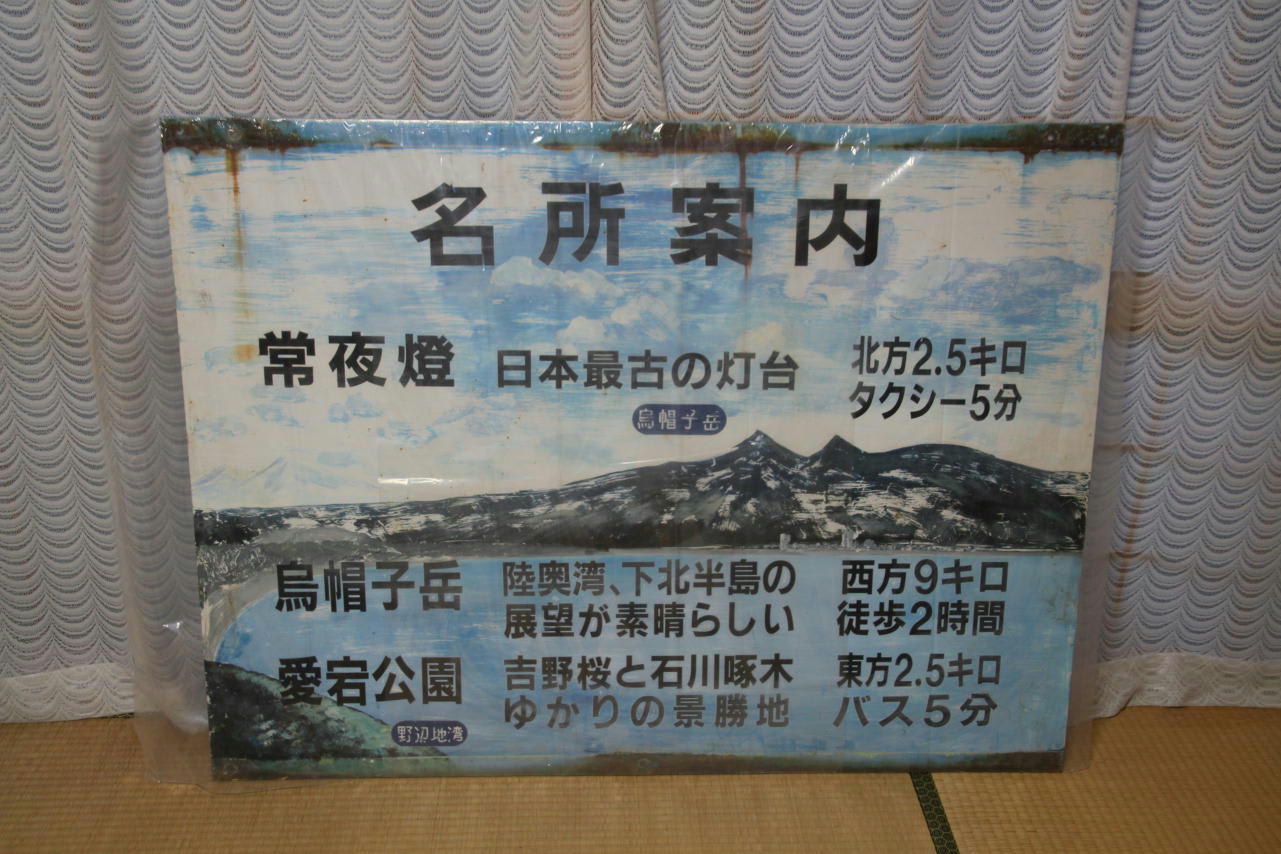 名所案内
常夜燈 日本最古の灯台 北方2.5キロ
タクシー5分
烏帽子岳
烏帽子岳 陸奥湾、下北半島の 西方9キロ
展望が素晴らしい 徒歩2時間
愛宕公園 吉野桜と石川啄木 東方2.5キロ
ゆかりの景勝地 バス5分
野辺地湾